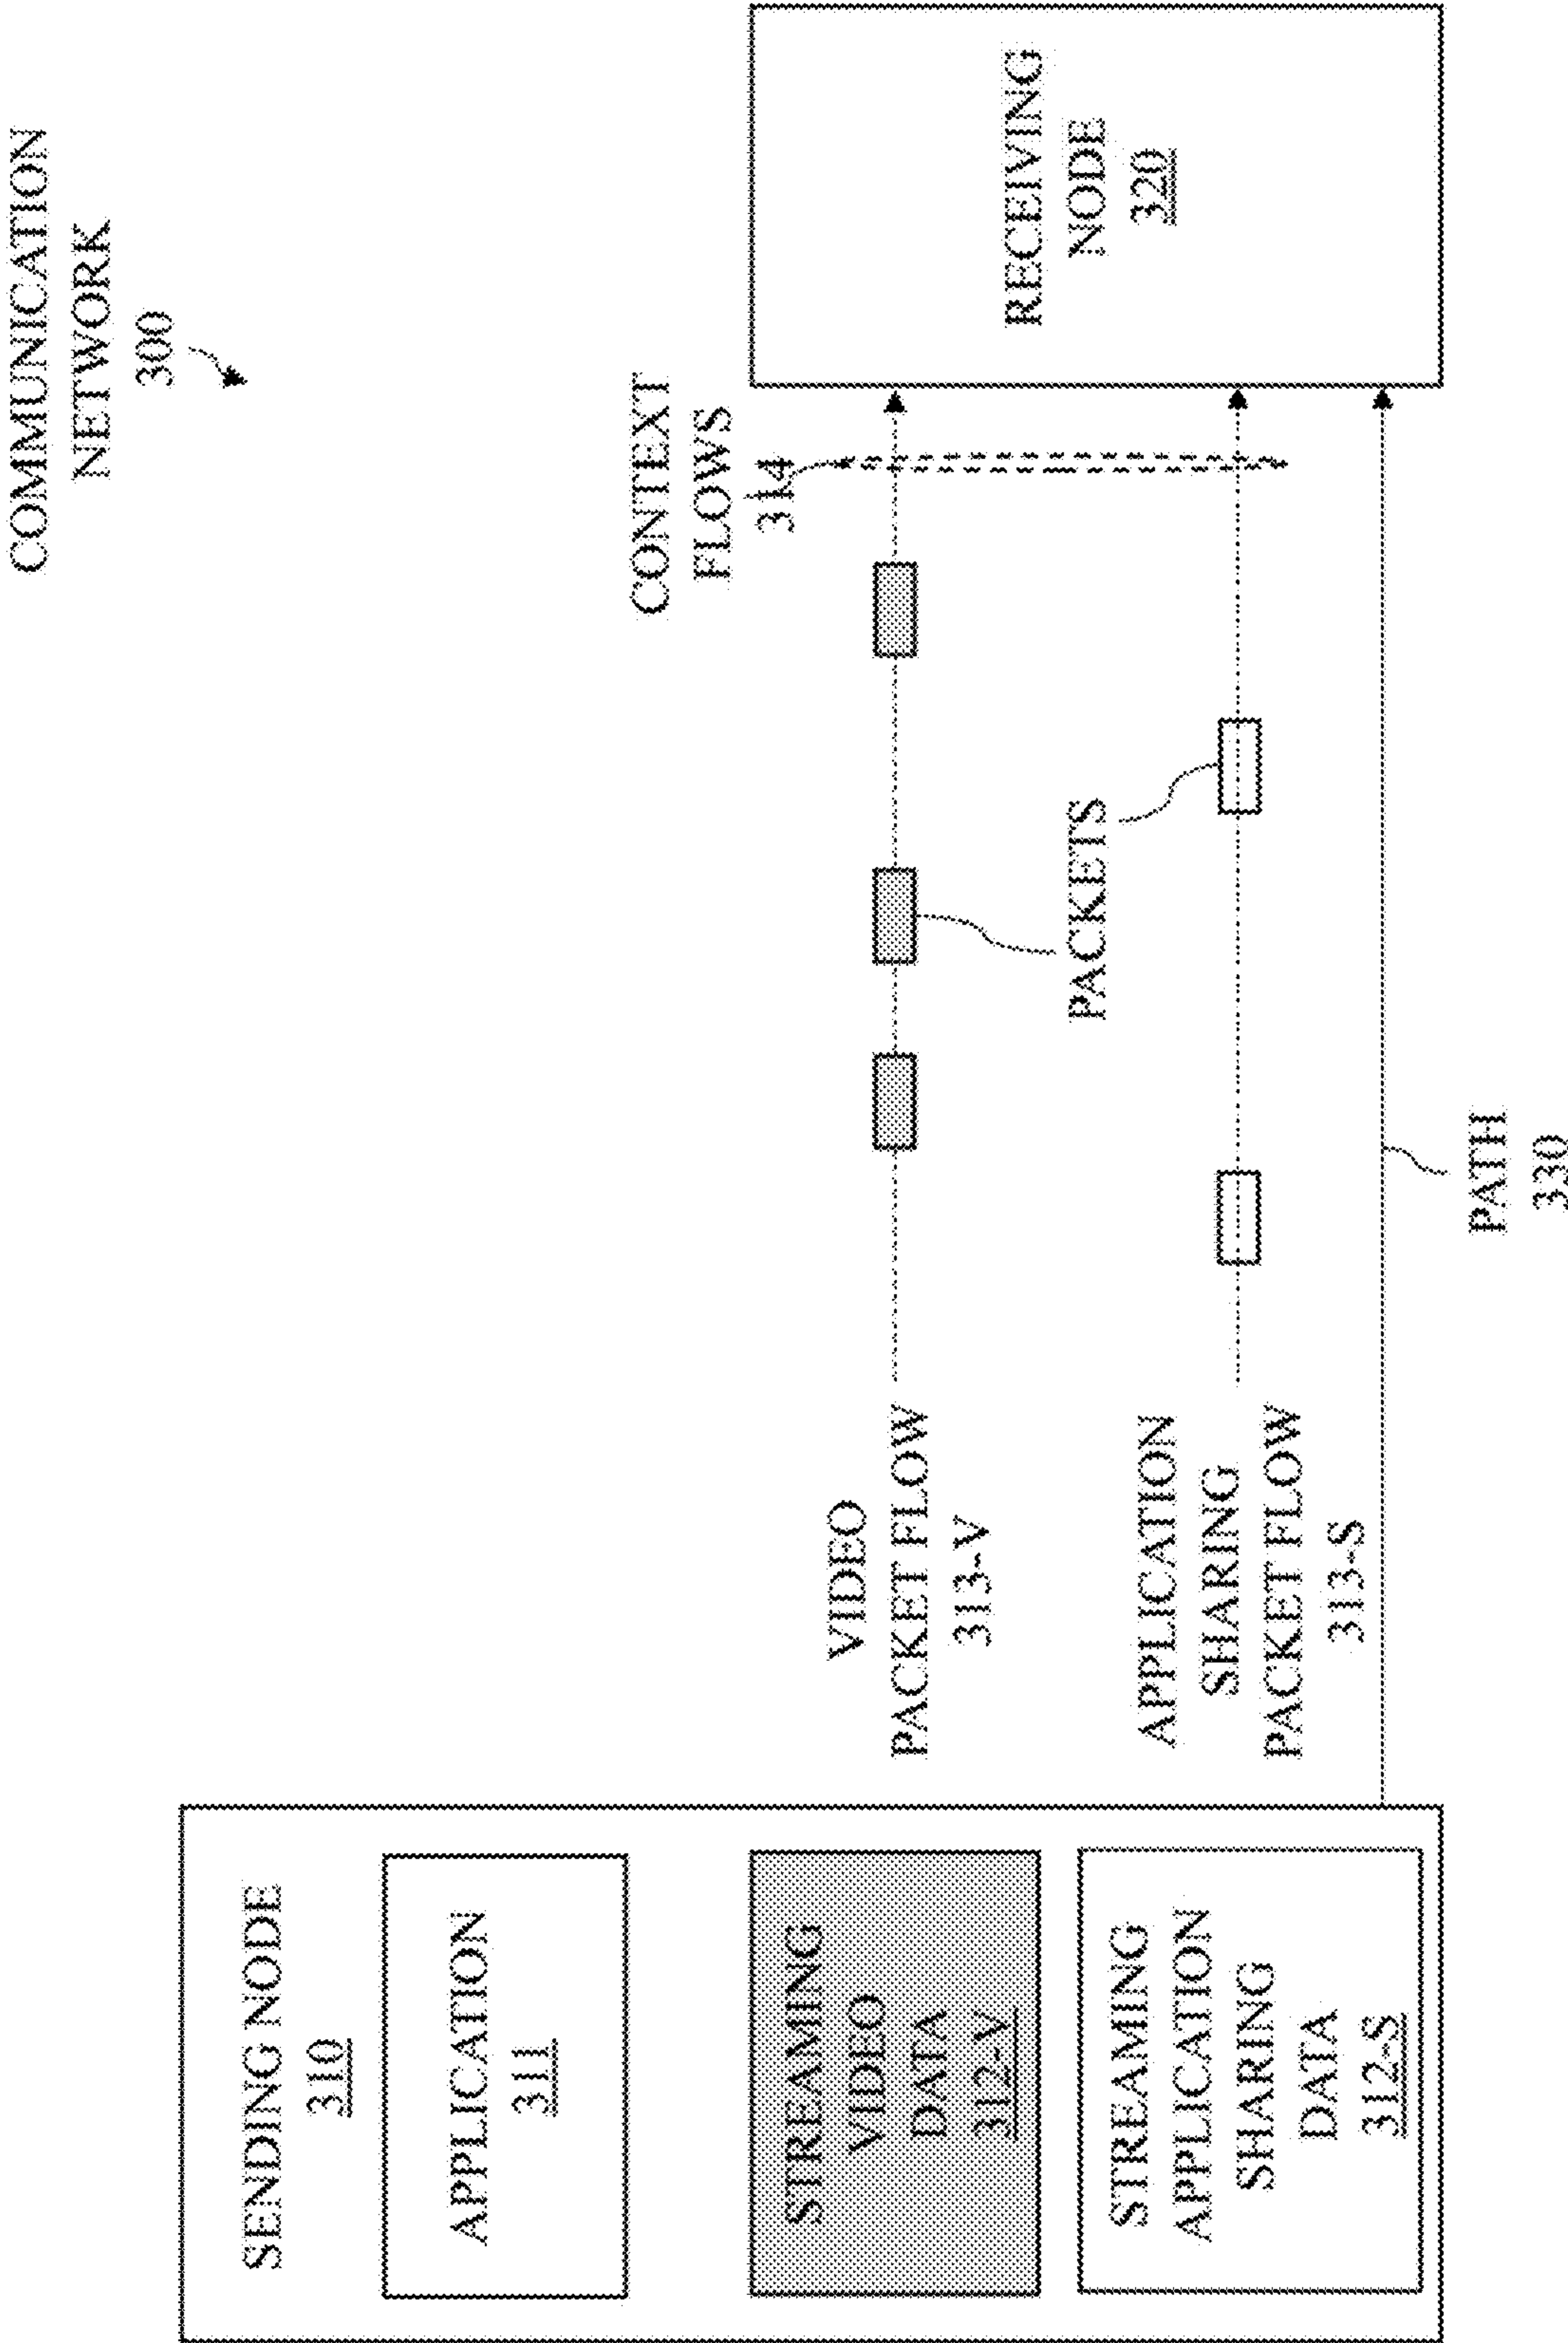 COMMUNICATION
NETWORK
300
SENDING NODE
310
APPLICATION
311
STREAMING
VIDEO
DATA
312-V
STREAMING
APPLICATION
SHARING
DATA
312-S
VIDEO
PACKET FLOW
313-V
APPLICATION
SHARING
PACKET FLOW
313-S
PACKETS
PATH
330
CONTEXT
FLOWS
314
RECEIVING
NODE
320